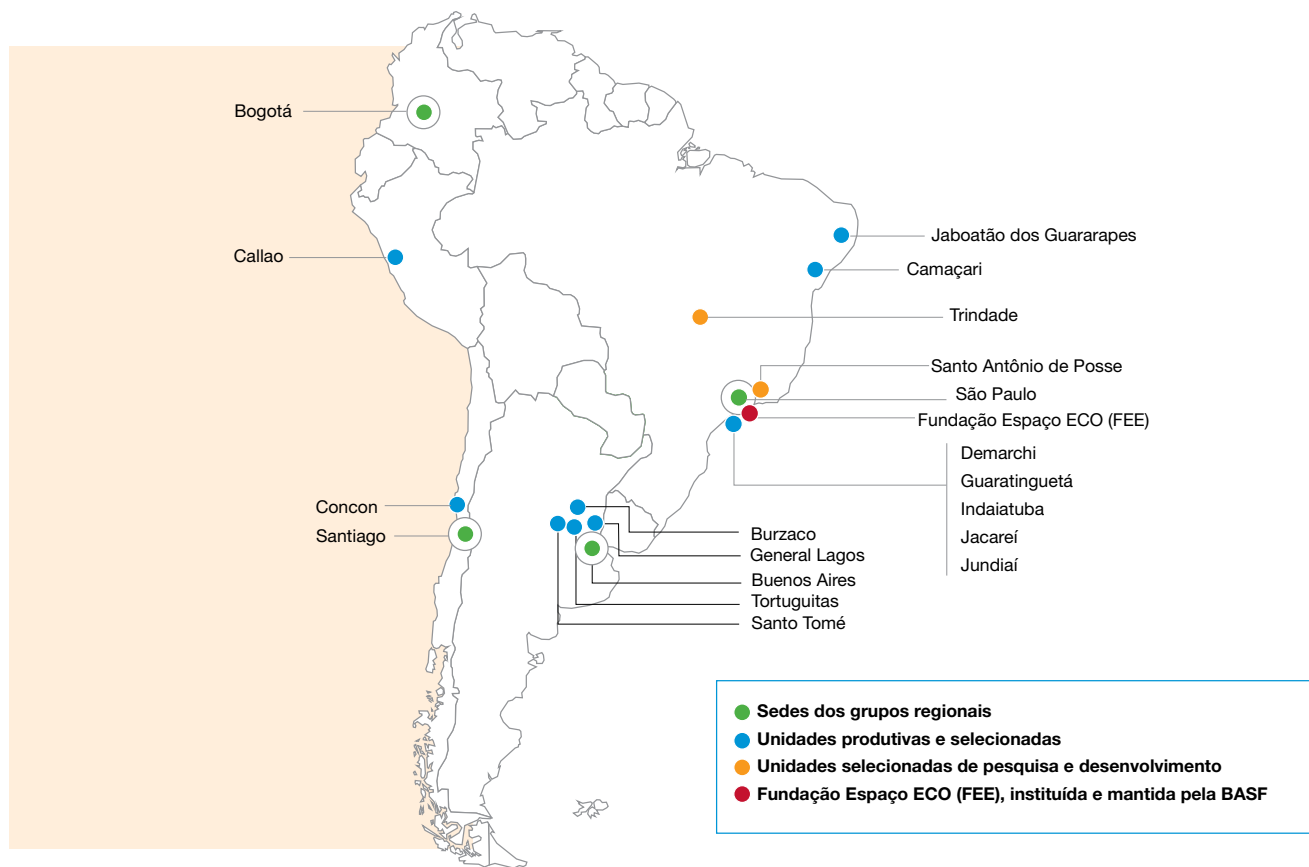 Bogotá
Callao
Concon
Santiago
Jaboatão dos Guararapes
Camaçari
Trindade
Santo Antônio de Posse
São Paulo
Fundação Espaço ECO (FEE)
Demarchi
Guaratinguetá
Indaiatuba
Jacareí
Jundiaí
Burzaco
General Lagos
Buenos Aires
Tortuguitas
Santo Tomé
Sedes dos grupos regionais
Unidades produtivas e selecionadas
Unidades selecionadas de pesquisa e desenvolvimento
Fundação Espaço ECO (FEE), instituída e mantida pela BASF